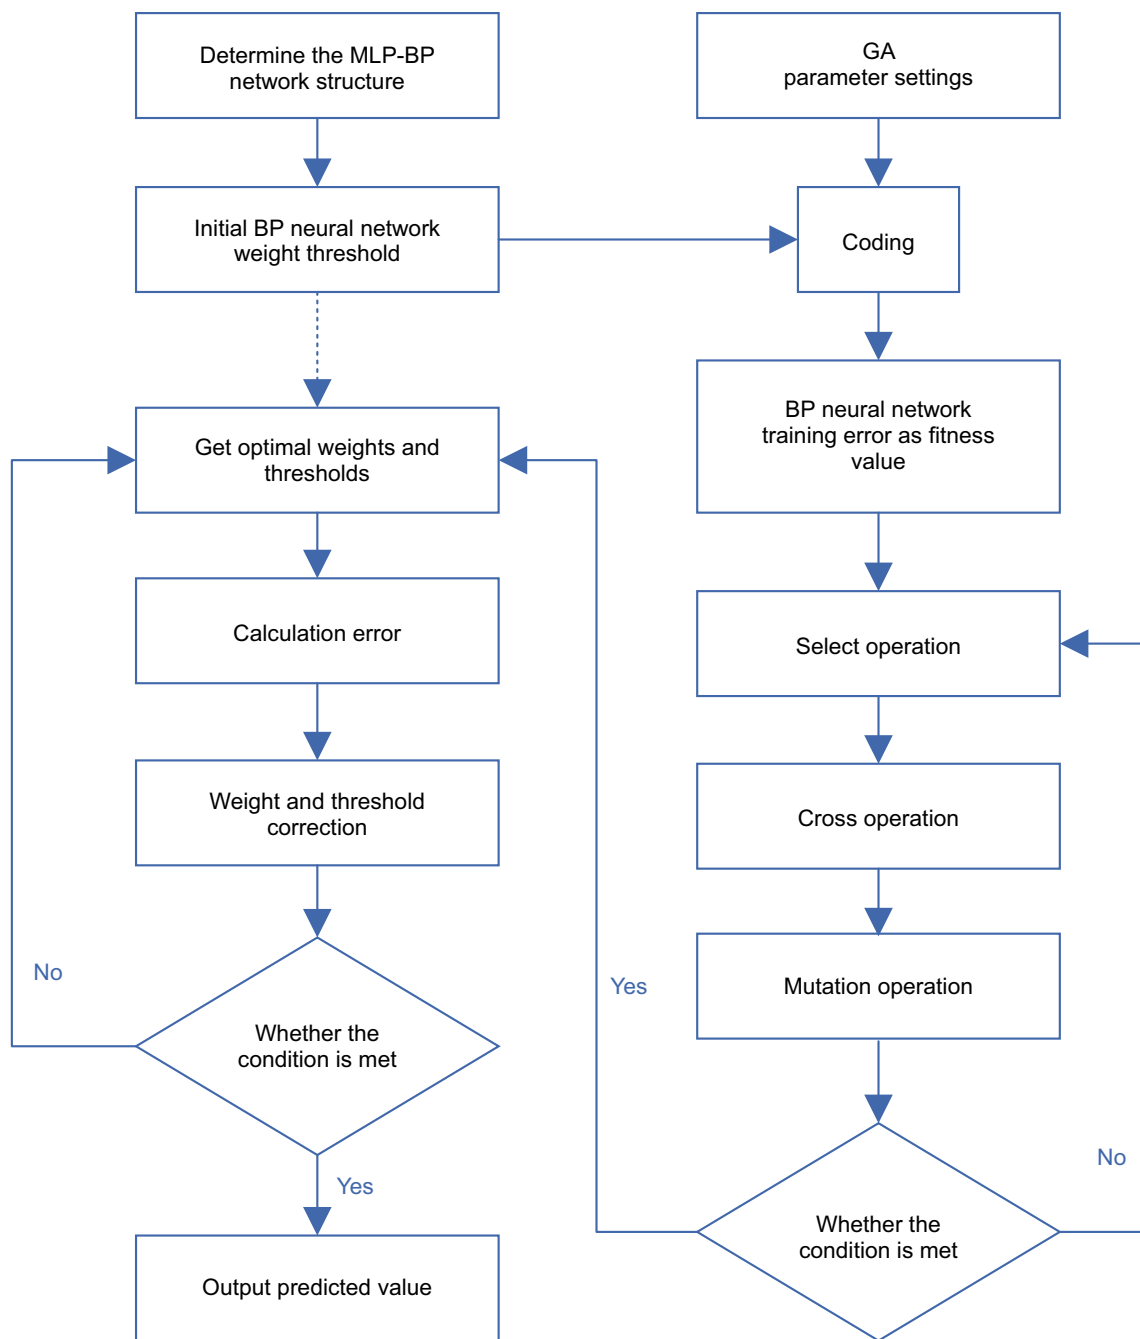 Determine the MLP-BP
network structure
Initial BP neural network
weight threshold
Get optimal weights and
thresholds
Calculation error
Weight and threshold
correction
No
Whether the
condition is met
Yes
Output predicted value
GA
parameter settings
Coding
BP neural network
training error as fitness
value
Select operation
Cross operation
Mutation operation
Yes
No
Whether the
condition is met